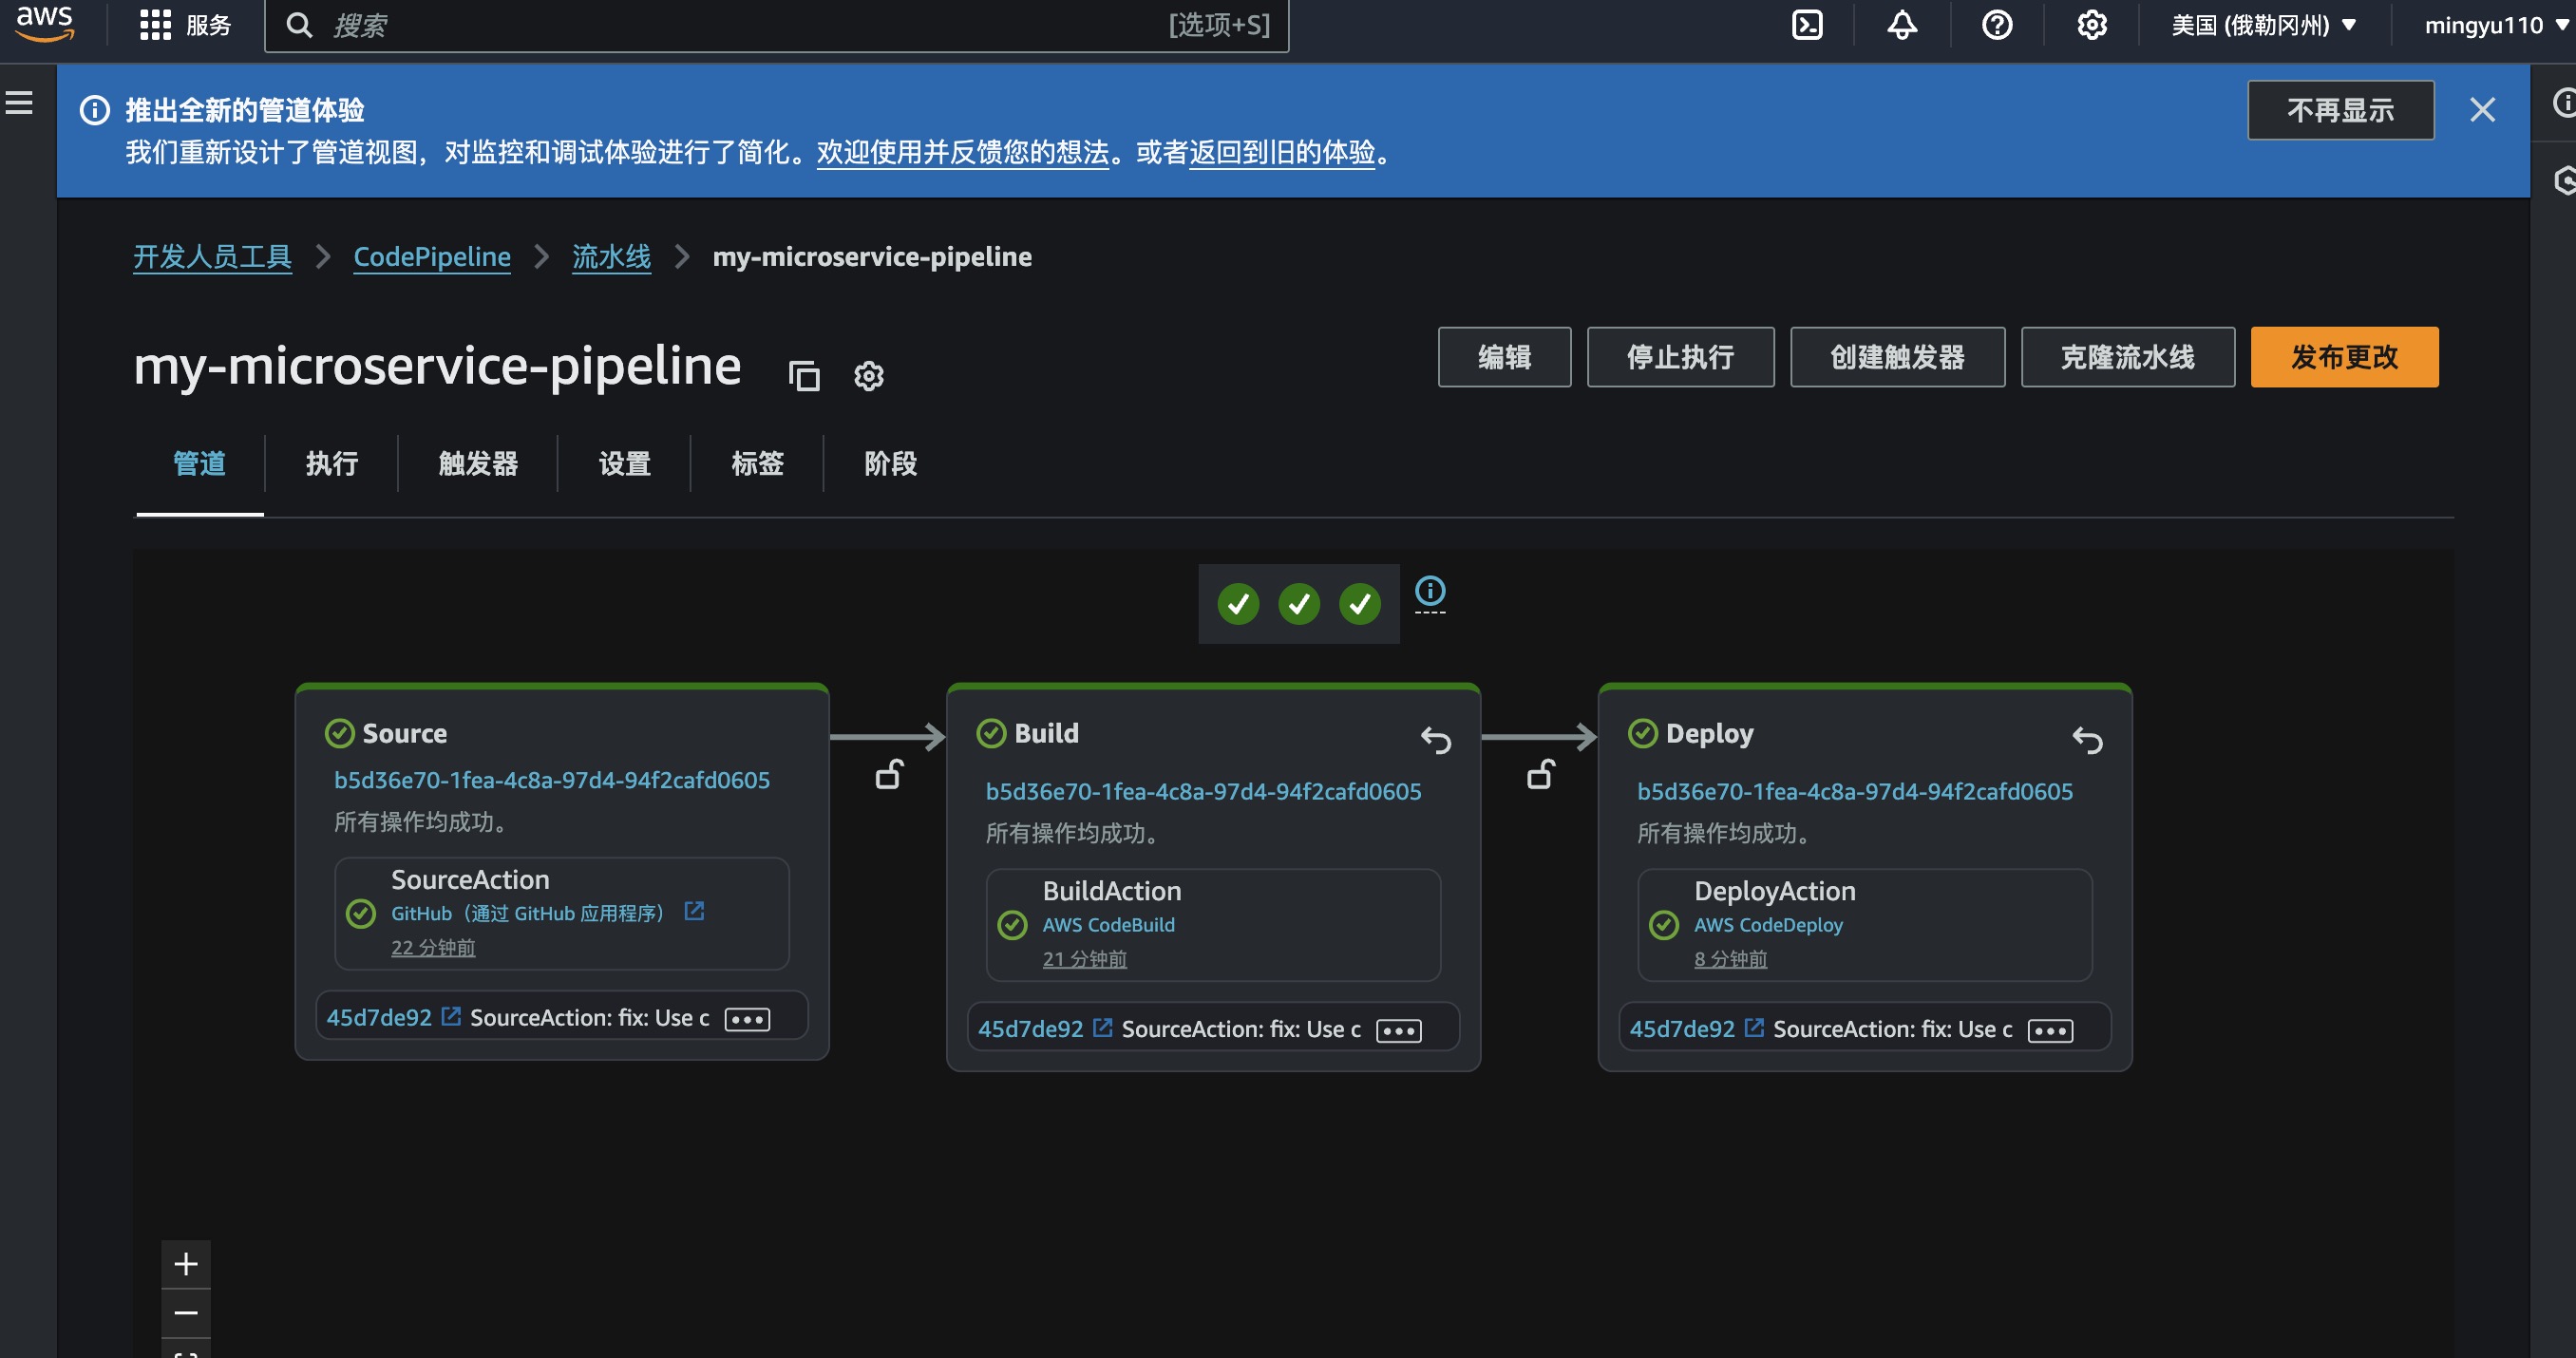 aws
服务
搜索
[选项+S]
美国 (俄勒冈州)
mingyu110
推出全新的管道体验
我们重新设计了管道视图，对监控和调试体验进行了简化。欢迎使用并反馈您的想法。或者返回到旧的体验。
不再显示
开发人员工具
CodePipeline
流水线
my-microservice-pipeline
my-microservice-pipeline
编辑
停止执行
创建触发器
克隆流水线
发布更改
管道
执行
触发器
设置
标签
阶段
Source
b5d36e70-1fea-4c8a-97d4-94f2cafd0605
所有操作均成功。
SourceAction
GitHub（通过 GitHub 应用程序）
22 分钟前
45d7de92 SourceAction: fix: Use c
Build
b5d36e70-1fea-4c8a-97d4-94f2cafd0605
所有操作均成功。
BuildAction
AWS CodeBuild
21 分钟前
45d7de92 SourceAction: fix: Use c
Deploy
b5d36e70-1fea-4c8a-97d4-94f2cafd0605
所有操作均成功。
DeployAction
AWS CodeDeploy
8 分钟前
45d7de92 SourceAction: fix: Use c